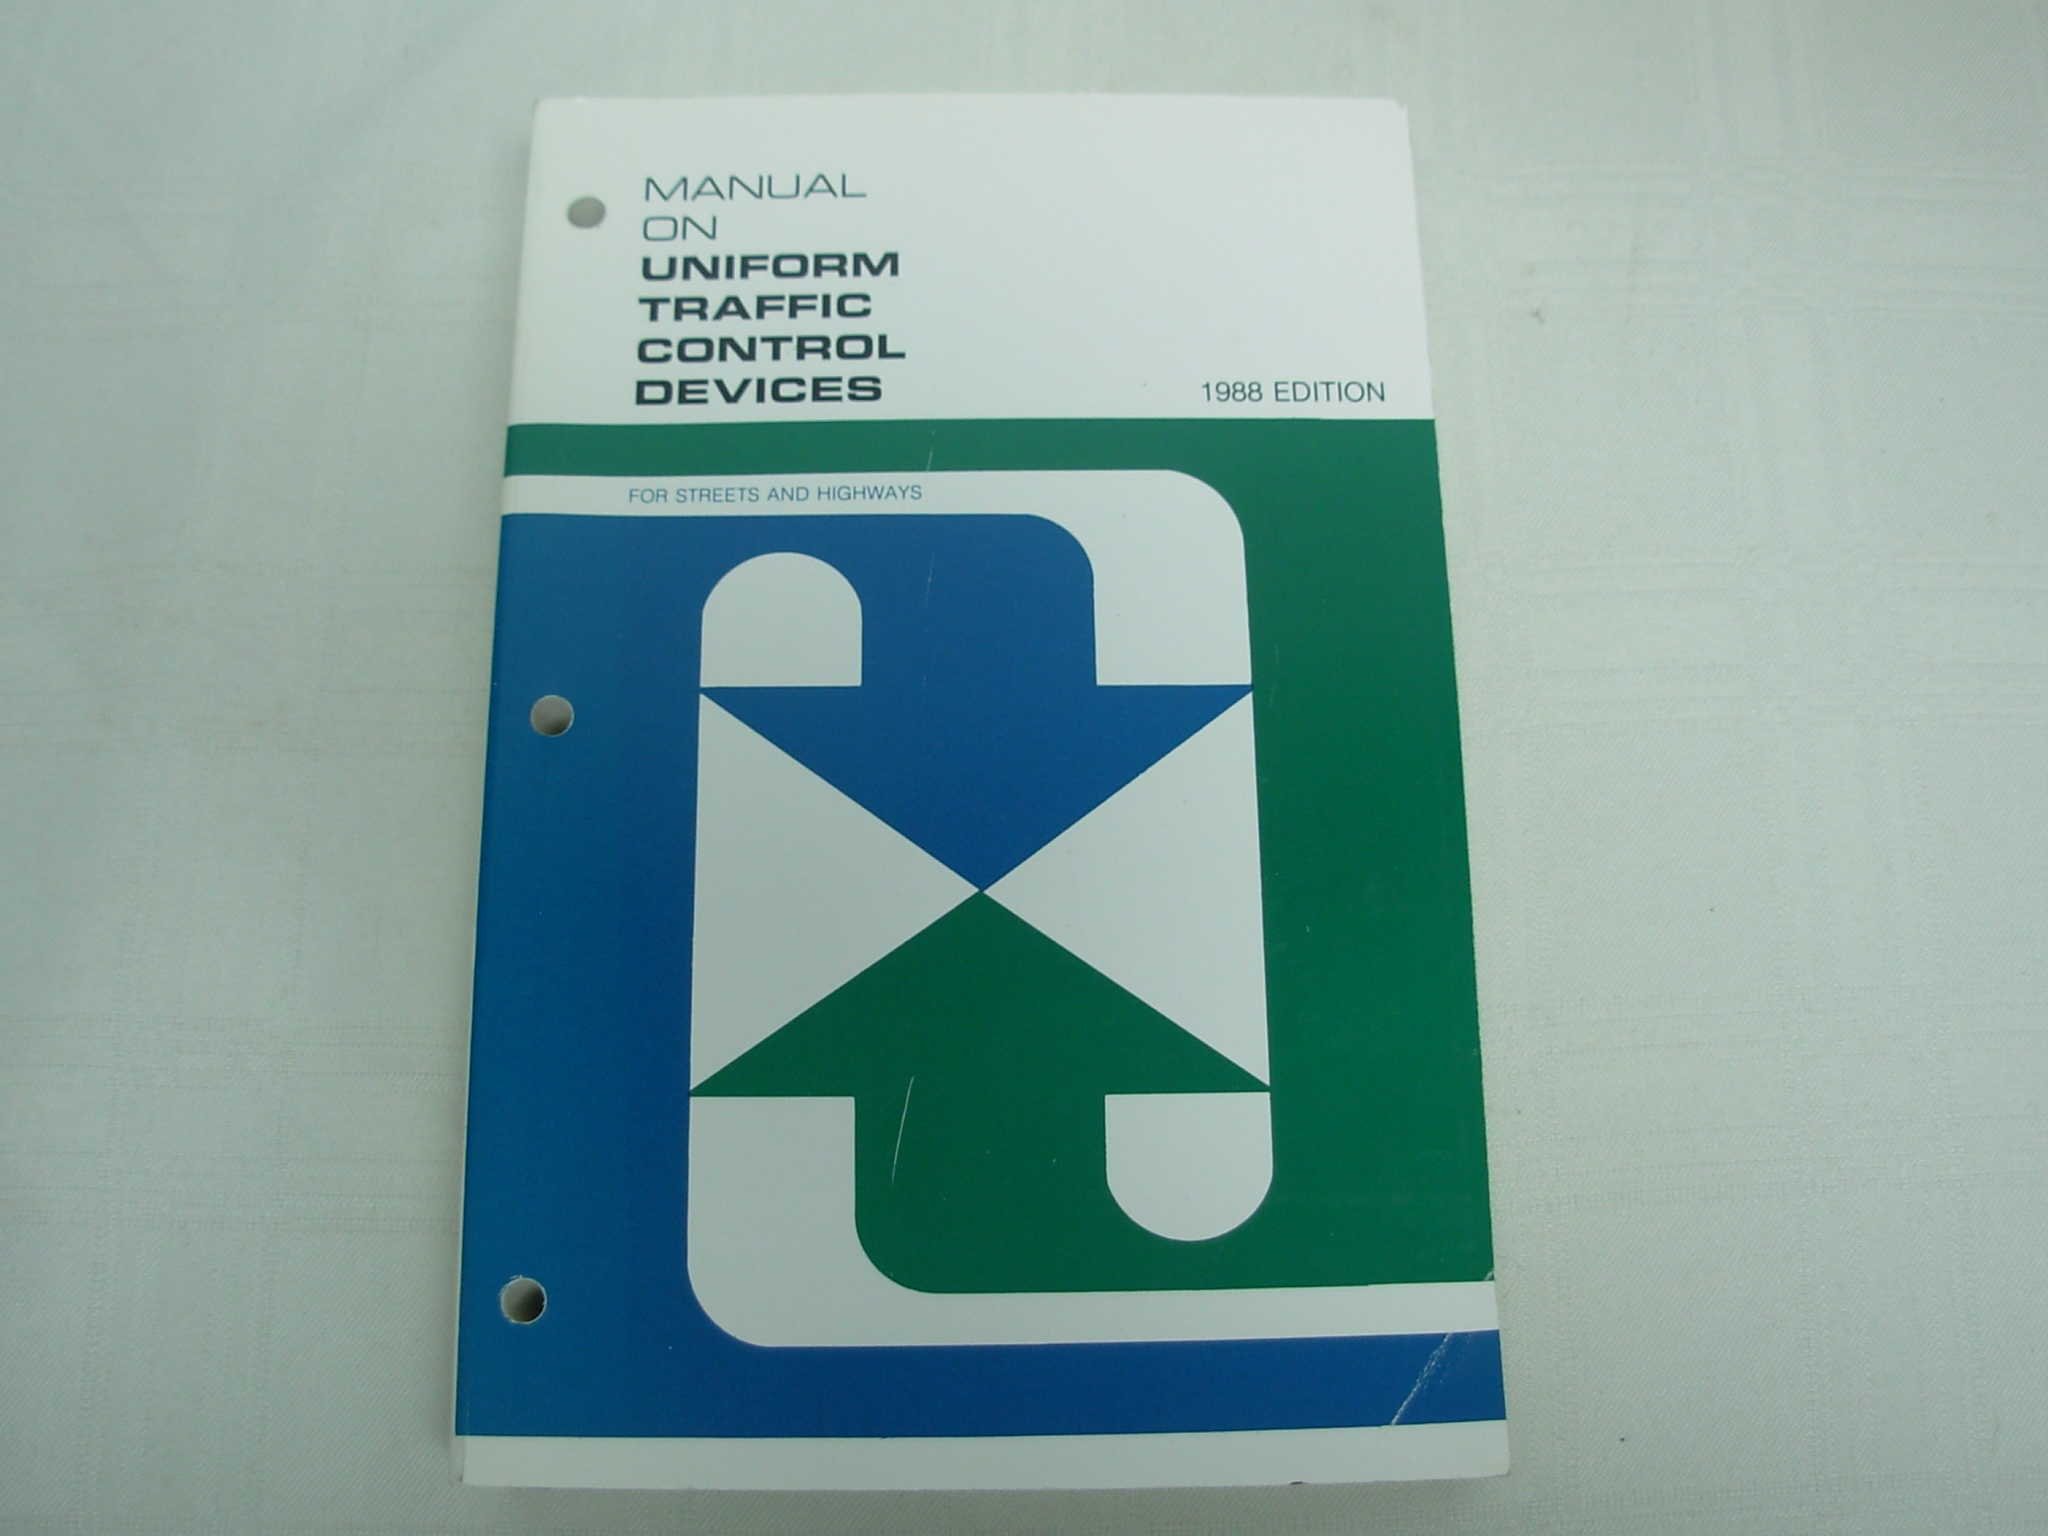 MANUAL
ON
UNIFORM
TRAFFIC
CONTROL
DEVICES
1988 EDITION
FOR STREETS AND HIGHWAYS